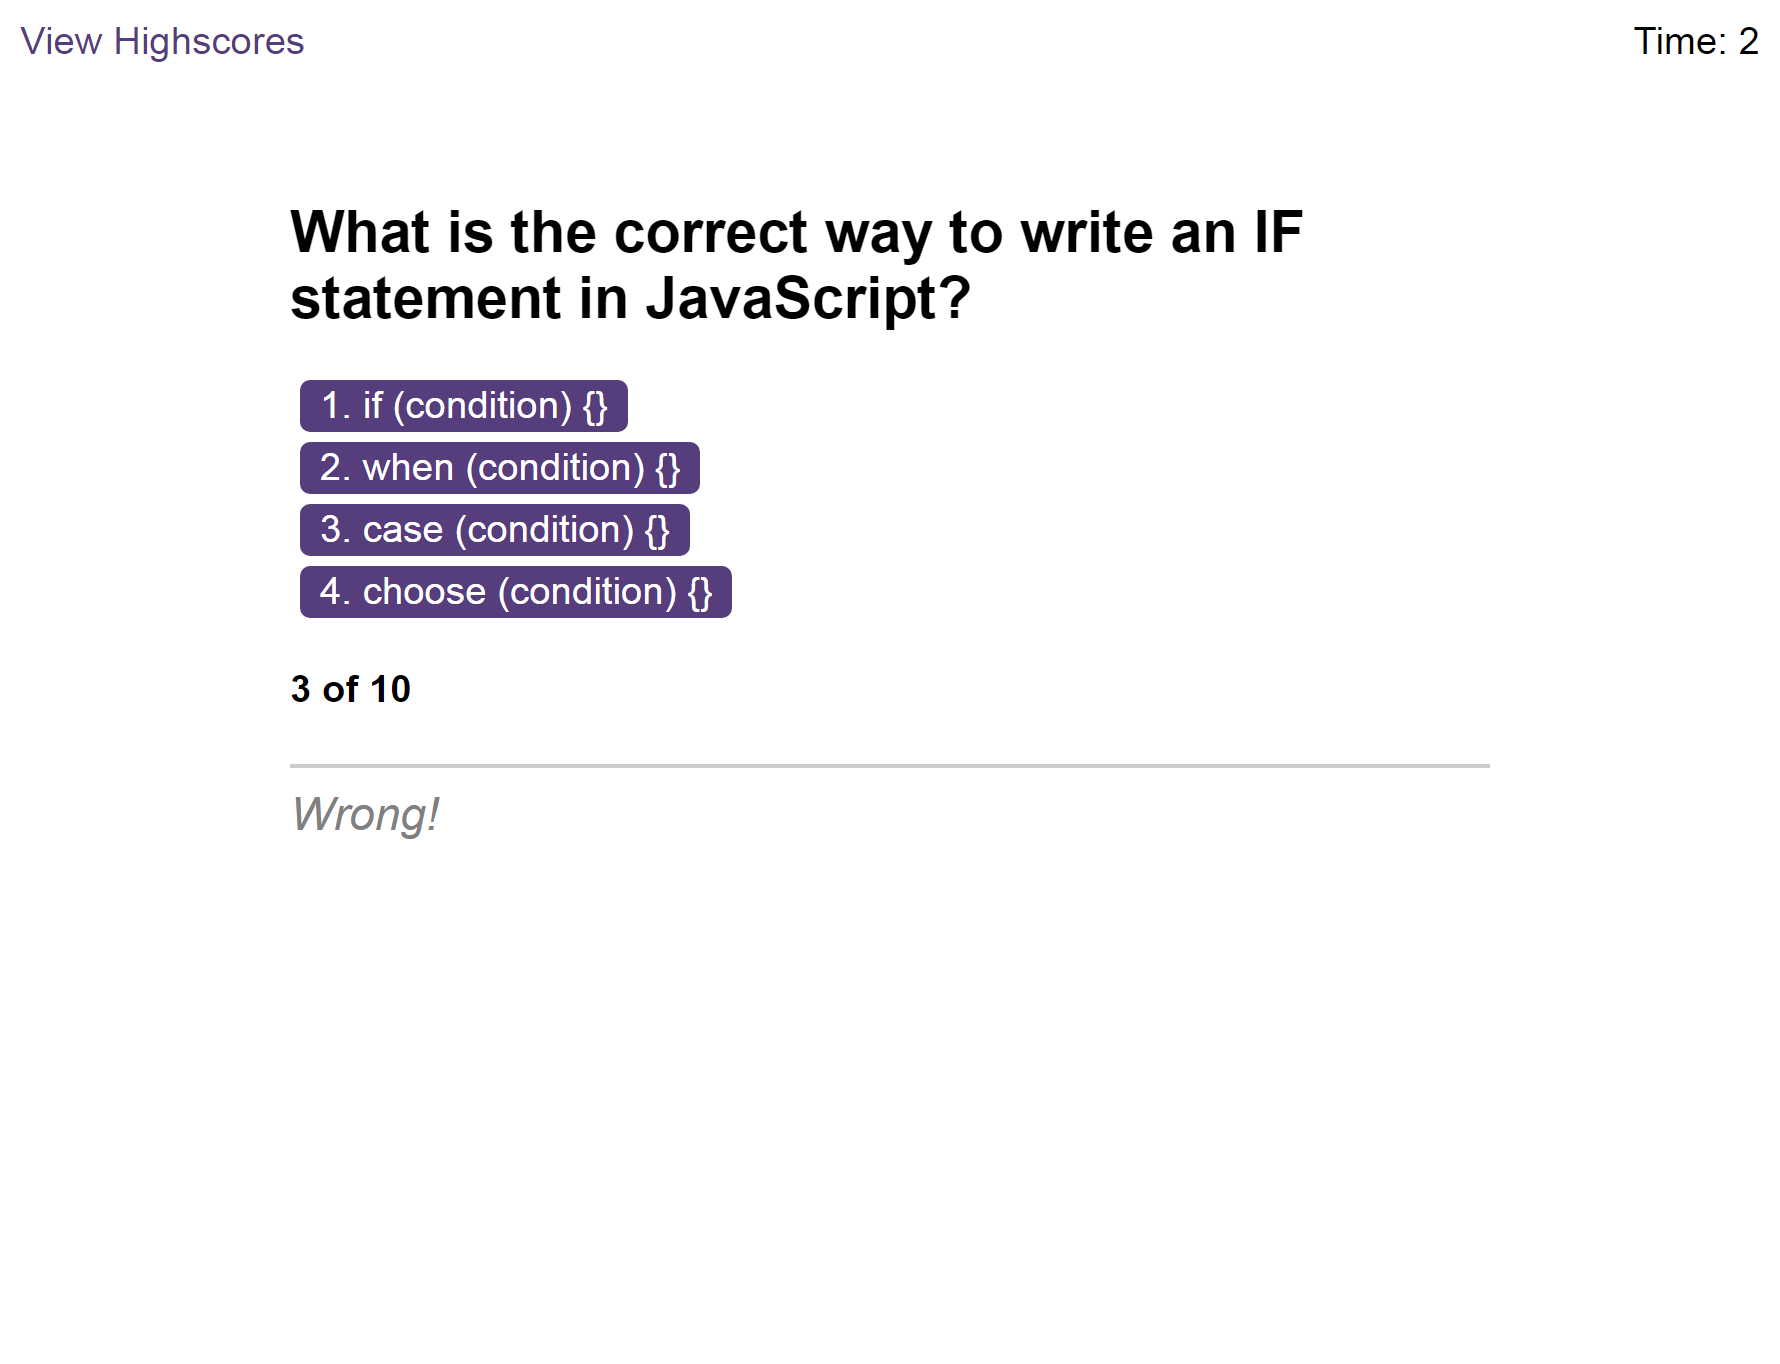 View Highscores
Time: 2
What is the correct way to write an IF
statement in JavaScript?
1. if (condition) {}
2. when (condition) {}
3. case (condition) {}
4. choose (condition) {}
3 of 10
Wrong!